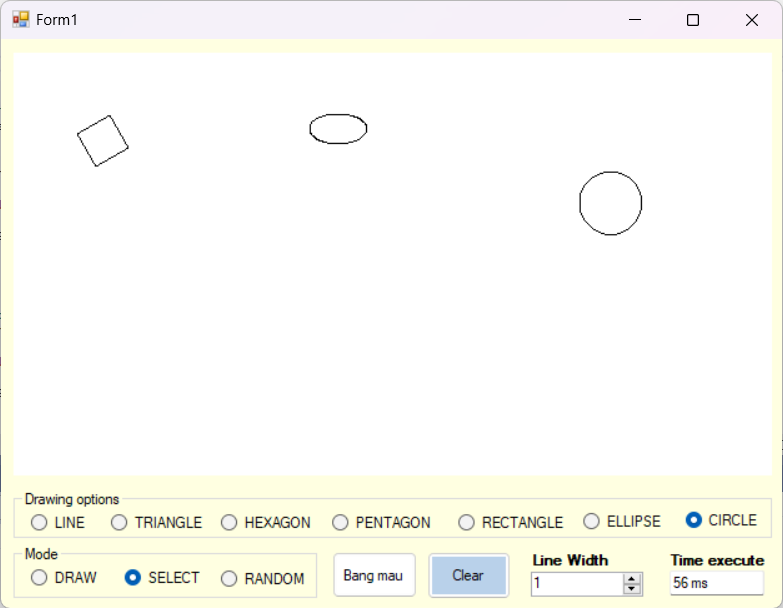 Form1
Drawing options
LINE TRIANGLE HEXAGON PENTAGON RECTANGLE ELLIPSE CIRCLE
Mode
DRAW SELECT RANDOM
Bang mau
Clear
Line Width
1
Time execute
56 ms